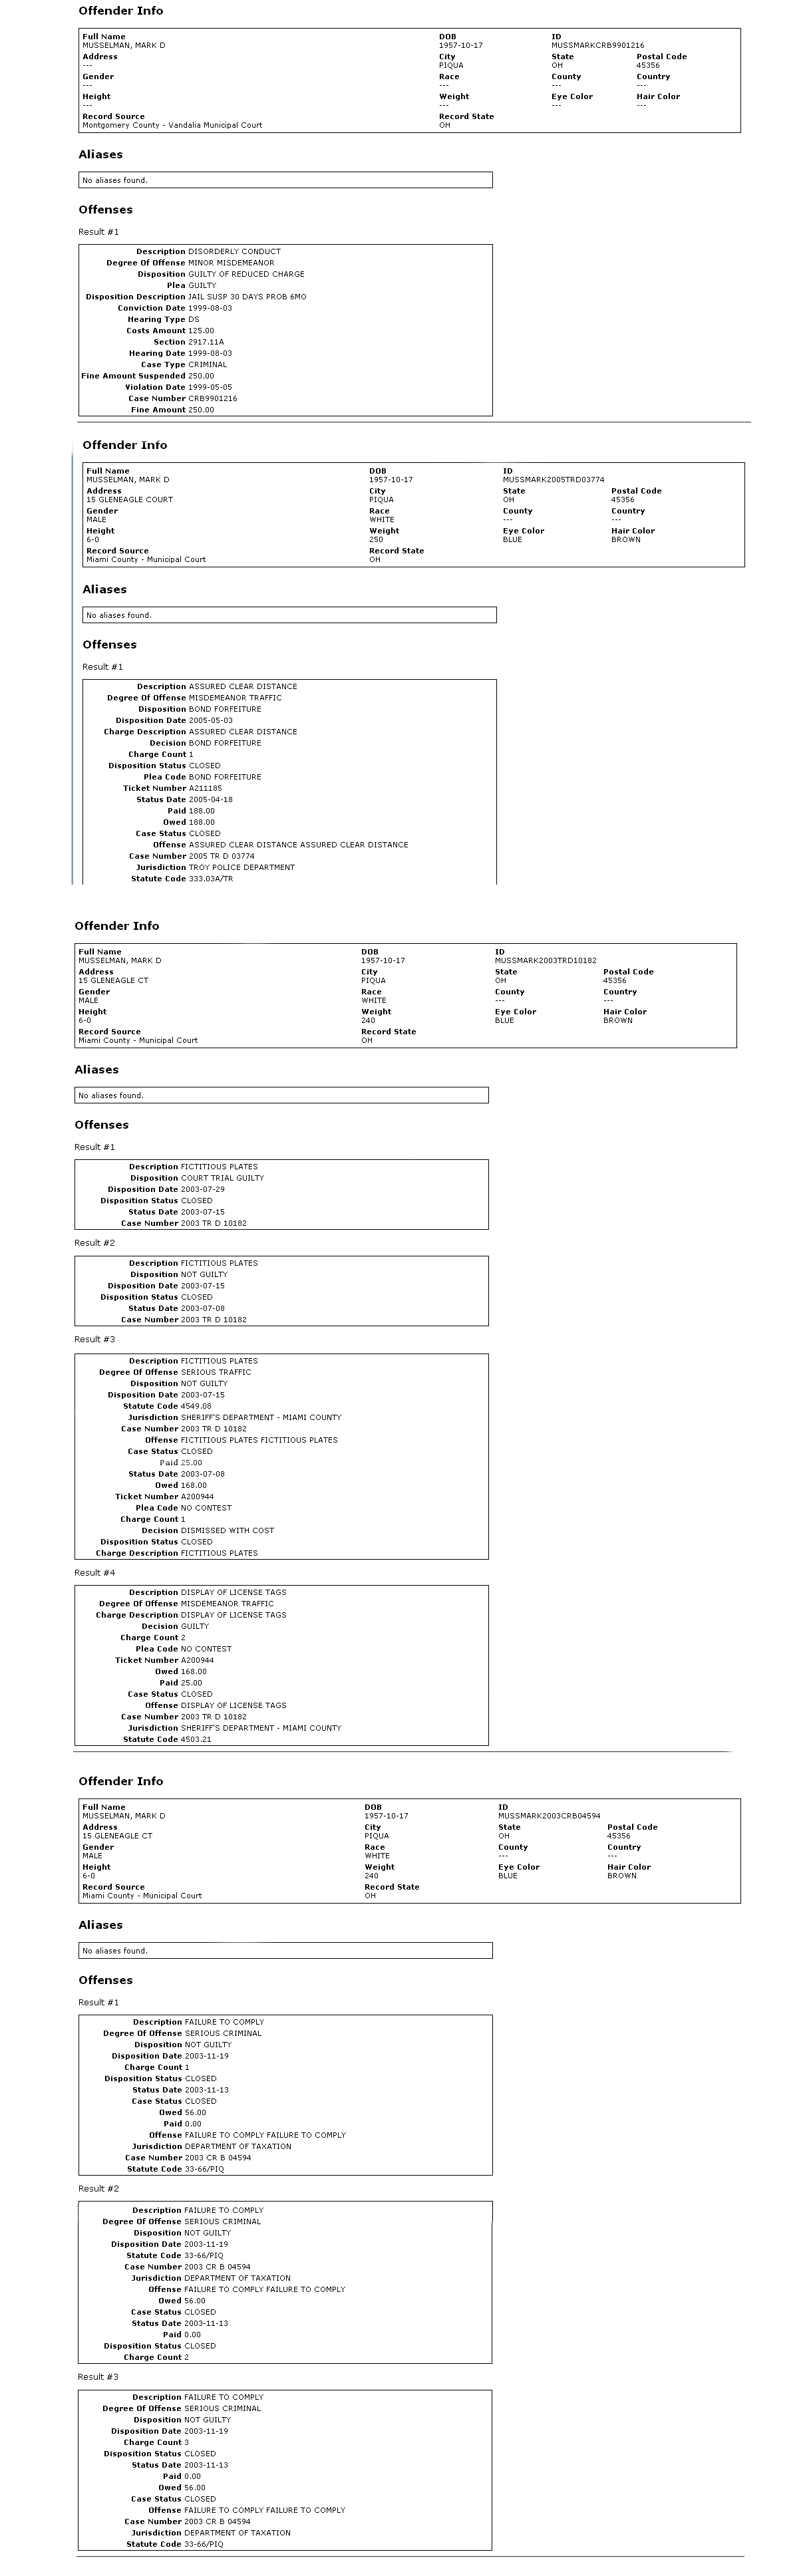 Offender Info
Full Name DOB ID
MUSSELMAN, MARK D 1957-10-17 MUSSMARKCRB9901216
Address City State Postal Code
--- PIQUA OH 45356
Gender Race County Country
--- --- --- ---
Height Weight Eye Color Hair Color
--- --- --- ---
Record Source Record State
Montgomery County - Vandalia Municipal Court OH
Aliases
No aliases found.
Offenses
Result #1
Description DISORDERLY CONDUCT
Degree Of Offense MINOR MISDEMEANOR
Disposition GUILTY OF REDUCED CHARGE
Plea GUILTY
Disposition Description JAIL SUSP 30 DAYS PROB 6MO
Conviction Date 1999-08-03
Hearing Type DS
Costs Amount 125.00
Section 2917.11A
Hearing Date 1999-08-03
Case Type CRIMINAL
Fine Amount Suspended 250.00
Violation Date 1999-05-05
Case Number CRB9901216
Fine Amount 250.00
Offender Info
Full Name DOB ID
MUSSELMAN, MARK D 1957-10-17 MUSSMARK2005TRD03774
Address City State Postal Code
15 GLENEAGLE COURT PIQUA OH 45356
Gender Race County Country
MALE WHITE --- ---
Height Weight Eye Color Hair Color
6-0 250 BLUE BROWN
Record Source Record State
Miami County - Municipal Court OH
Aliases
No aliases found.
Offenses
Result #1
Description ASSURED CLEAR DISTANCE
Degree Of Offense MISDEMEANOR TRAFFIC
Disposition BOND FORFEITURE
Disposition Date 2005-05-03
Charge Description ASSURED CLEAR DISTANCE
Decision BOND FORFEITURE
Charge Count 1
Disposition Status CLOSED
Plea Code BOND FORFEITURE
Ticket Number A211185
Status Date 2005-04-18
Paid 188.00
Owed 188.00
Case Status CLOSED
Offense ASSURED CLEAR DISTANCE ASSURED CLEAR DISTANCE
Case Number 2005 TR D 03774
Jurisdiction TROY POLICE DEPARTMENT
Statute Code 333.03A/TR
Offender Info
Full Name DOB ID
MUSSELMAN, MARK D 1957-10-17 MUSSMARK2003TRD10182
Address City State Postal Code
15 GLENEAGLE CT PIQUA OH 45356
Gender Race County Country
MALE WHITE --- ---
Height Weight Eye Color Hair Color
6-0 240 BLUE BROWN
Record Source Record State
Miami County - Municipal Court OH
Aliases
No aliases found.
Offenses
Result #1
Description FICTITIOUS PLATES
Disposition COURT TRIAL GUILTY
Disposition Date 2003-07-29
Disposition Status CLOSED
Status Date 2003-07-15
Case Number 2003 TR D 10182
Result #2
Description FICTITIOUS PLATES
Disposition NOT GUILTY
Disposition Date 2003-07-15
Disposition Status CLOSED
Status Date 2003-07-08
Case Number 2003 TR D 10182
Result #3
Description FICTITIOUS PLATES
Degree Of Offense SERIOUS TRAFFIC
Disposition NOT GUILTY
Disposition Date 2003-07-15
Statute Code 4549.08
Jurisdiction SHERIFF'S DEPARTMENT - MIAMI COUNTY
Case Number 2003 TR D 10182
Offense FICTITIOUS PLATES FICTITIOUS PLATES
Case Status CLOSED
Paid 25.00
Status Date 2003-07-08
Owed 168.00
Ticket Number A200944
Plea Code NO CONTEST
Charge Count 1
Decision DISMISSED WITH COST
Disposition Status CLOSED
Charge Description FICTITIOUS PLATES
Result #4
Description DISPLAY OF LICENSE TAGS
Degree Of Offense MISDEMEANOR TRAFFIC
Charge Description DISPLAY OF LICENSE TAGS
Decision GUILTY
Charge Count 2
Plea Code NO CONTEST
Ticket Number A200944
Owed 168.00
Paid 25.00
Case Status CLOSED
Offense DISPLAY OF LICENSE TAGS
Case Number 2003 TR D 10182
Jurisdiction SHERIFF'S DEPARTMENT - MIAMI COUNTY
Statute Code 4503.21
Offender Info
Full Name DOB ID
MUSSELMAN, MARK D 1957-10-17 MUSSMARK2003CRB04594
Address City State Postal Code
15 GLENEAGLE CT PIQUA OH 45356
Gender Race County Country
MALE WHITE --- ---
Height Weight Eye Color Hair Color
6-0 240 BLUE BROWN
Record Source Record State
Miami County - Municipal Court OH
Aliases
No aliases found.
Offenses
Result #1
Description FAILURE TO COMPLY
Degree Of Offense SERIOUS CRIMINAL
Disposition NOT GUILTY
Disposition Date 2003-11-19
Charge Count 1
Disposition Status CLOSED
Status Date 2003-11-13
Case Status CLOSED
Owed 56.00
Paid 0.00
Offense FAILURE TO COMPLY FAILURE TO COMPLY
Jurisdiction DEPARTMENT OF TAXATION
Case Number 2003 CR B 04594
Statute Code 33-66/PIQ
Result #2
Description FAILURE TO COMPLY
Degree Of Offense SERIOUS CRIMINAL
Disposition NOT GUILTY
Disposition Date 2003-11-19
Statute Code 33-66/PIQ
Case Number 2003 CR B 04594
Jurisdiction DEPARTMENT OF TAXATION
Offense FAILURE TO COMPLY FAILURE TO COMPLY
Owed 56.00
Case Status CLOSED
Status Date 2003-11-13
Paid 0.00
Disposition Status CLOSED
Charge Count 2
Result #3
Description FAILURE TO COMPLY
Degree Of Offense SERIOUS CRIMINAL
Disposition NOT GUILTY
Disposition Date 2003-11-19
Charge Count 3
Disposition Status CLOSED
Status Date 2003-11-13
Paid 0.00
Owed 56.00
Case Status CLOSED
Offense FAILURE TO COMPLY FAILURE TO COMPLY
Case Number 2003 CR B 04594
Jurisdiction DEPARTMENT OF TAXATION
Statute Code 33-66/PIQ